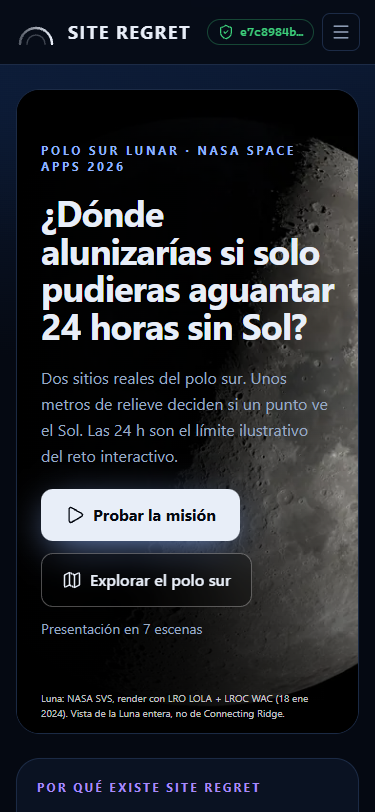 SITE REGRET
e7c8984b...
POLO SUR LUNAR · NASA SPACE
APPS 2026
¿Dónde
alunizarías si solo
pudieras aguantar
24 horas sin Sol?
Dos sitios reales del polo sur. Unos
metros de relieve deciden si un punto ve
el Sol. Las 24 h son el límite ilustrativo
del reto interactivo.
Probar la misión
Explorar el polo sur
Presentación en 7 escenas
Luna: NASA SVS, render con LRO LOLA + LROC WAC (18 ene
2024). Vista de la Luna entera, no de Connecting Ridge.
POR QUÉ EXISTE SITE REGRET